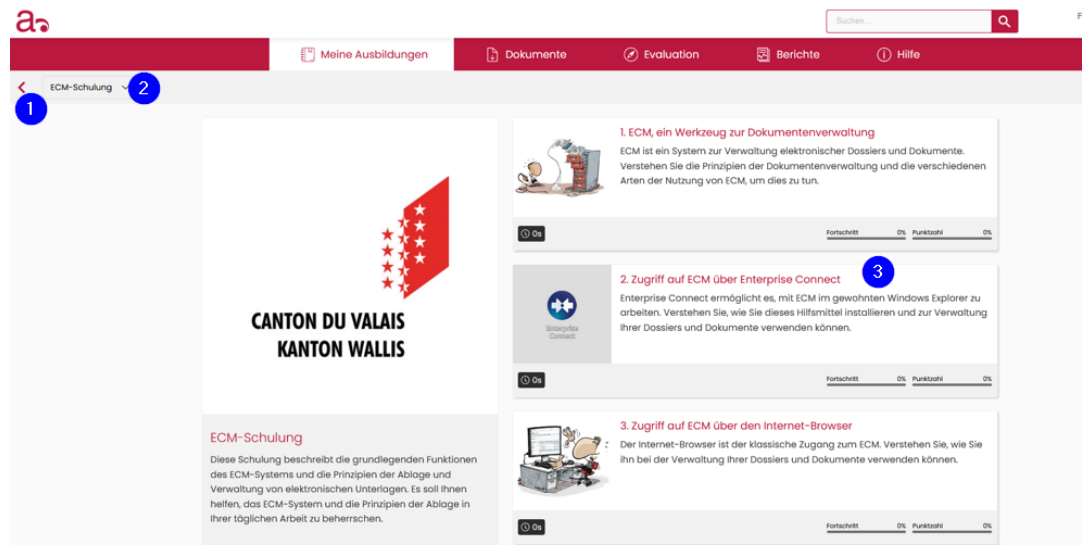 a
Suchen...
F
Meine Ausbildungen
Dokumente
Evaluation
Berichte
Hilfe
ECM-Schulung
2
1
CANTON DU VALAIS
KANTON WALLIS
ECM-Schulung
Diese Schulung beschreibt die grundlegenden Funktionen
des ECM-Systems und die Prinzipien der Ablage und
Verwaltung von elektronischen Unterlagen. Es soll Ihnen
helfen, das ECM-System und die Prinzipien der Ablage in
Ihrer täglichen Arbeit zu beherrschen.
1. ECM, ein Werkzeug zur Dokumentenverwaltung
ECM ist ein System zur Verwaltung elektronischer Dossiers und Dokumente.
Verstehen Sie die Prinzipien der Dokumentenverwaltung und die verschiedenen
Arten der Nutzung von ECM, um dies zu tun.
0s
Fortschritt 0% Punktzahl 0%
2. Zugriff auf ECM über Enterprise Connect
3
Enterprise Connect ermöglicht es, mit ECM im gewohnten Windows Explorer zu
arbeiten. Verstehen Sie, wie Sie dieses Hilfsmittel installieren und zur Verwaltung
Ihrer Dossiers und Dokumente verwenden können.
Enterprise
Connect
0s
Fortschritt 0% Punktzahl 0%
3. Zugriff auf ECM über den Internet-Browser
Der Internet-Browser ist der klassische Zugang zum ECM. Verstehen Sie, wie Sie
ihn bei der Verwaltung Ihrer Dossiers und Dokumente verwenden können.
0s
Fortschritt 0% Punktzahl 0%